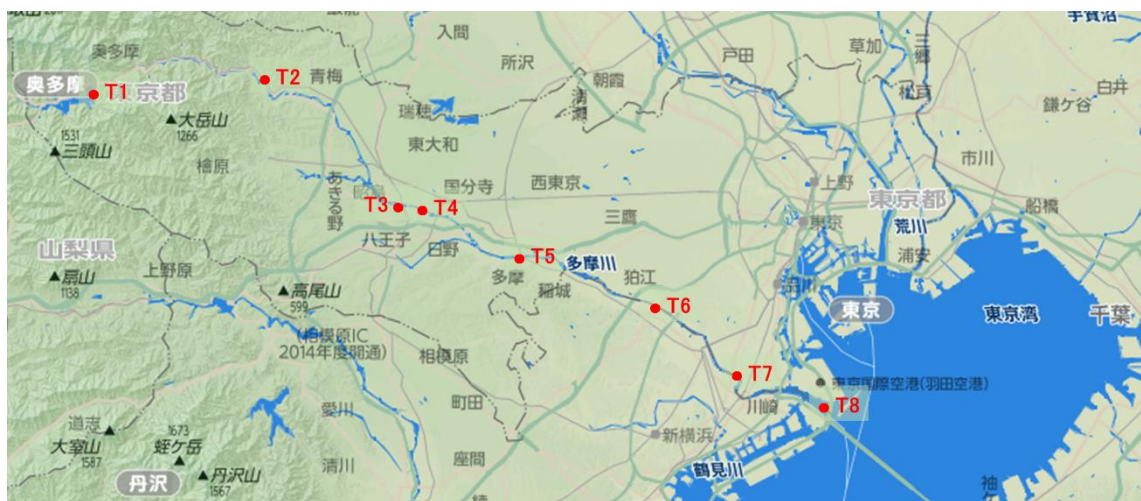 奥多摩
入間
所沢
戸田
草加
三郷
白井
奥多摩
T1
京都
T2
青梅
朝霞
清瀬
松戸
鎌ケ谷
瑞穂
大岳山
1266
1531
三頭山
東大和
檜原
市川
あきる野
国分寺
西東京
上野
東京都
船橋
T3
T4
三鷹
東京
荒川
八王子
日野
山梨県
上野原
T5
多摩
多摩川
狛江
浦安
扇山
1138
高尾山
599
稲城
品川
T6
東京
東京湾
千葉
(相模原IC
2014年度開通)
相模原
T7
東京国際空港(羽田空港)
町田
川崎
T8
愛川
道志
大室山
1587
1673
蛭ケ岳
新横浜
座間
清川
鶴見川
丹沢山
1567
丹沢